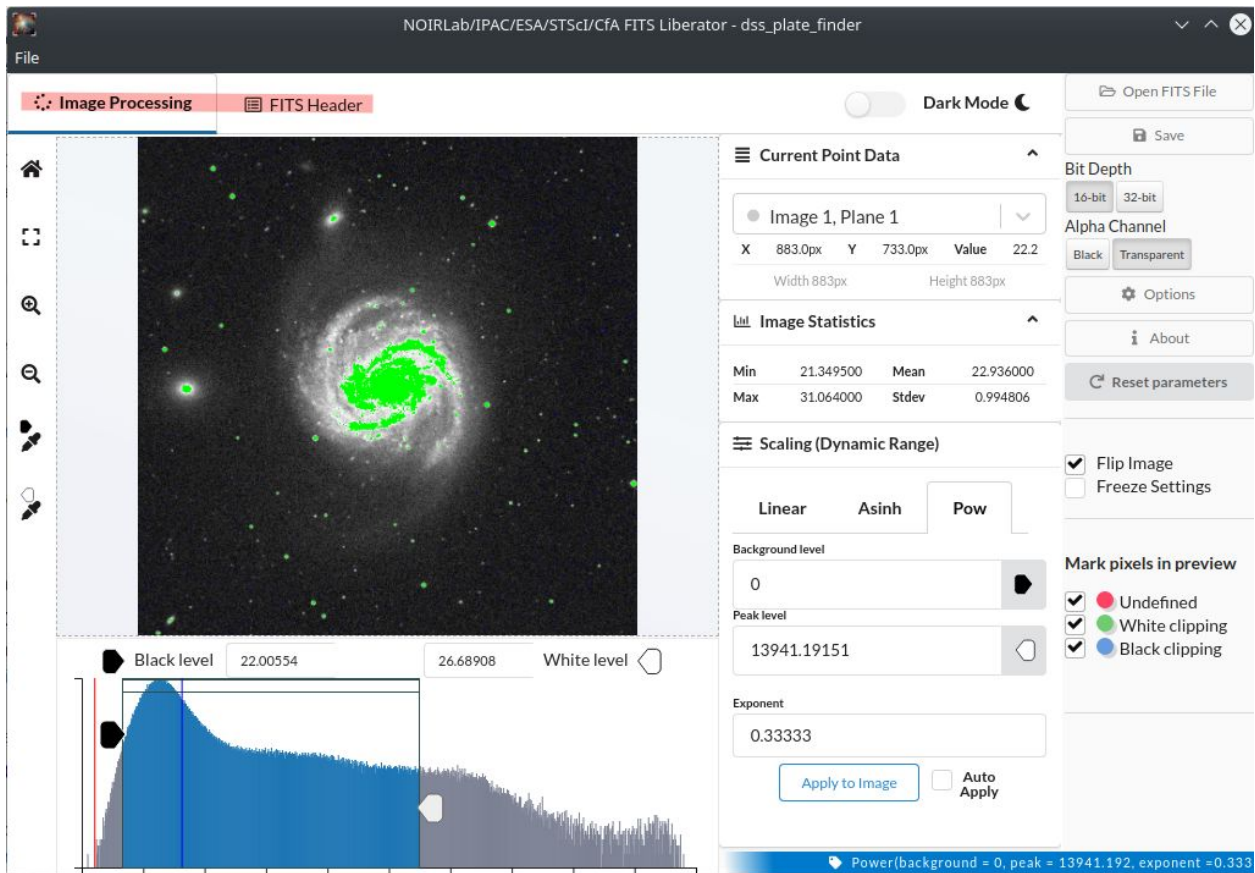 NOIRLab/IPAC/ESA/STScI/CfA FITS Liberator - dss_plate_finder
File
Image Processing
FITS Header
Dark Mode
Open FITS File
Save
Bit Depth
16-bit 32-bit
Alpha Channel
Black Transparent
Options
About
Reset parameters
Flip Image
Freeze Settings
Mark pixels in preview
Undefined
White clipping
Black clipping
Current Point Data
Image 1, Plane 1
X 883.0px Y 733.0px Value 22.2
Width 883px Height 883px
Image Statistics
Min 21.349500 Mean 22.936000
Max 31.064000 Stdev 0.994806
Scaling (Dynamic Range)
Linear Asinh Pow
Background level
0
Peak level
13941.19151
Exponent
0.33333
Apply to Image
Auto
Apply
Black level 22.00554 26.68908 White level
Power(background = 0, peak = 13941.192, exponent =0.333